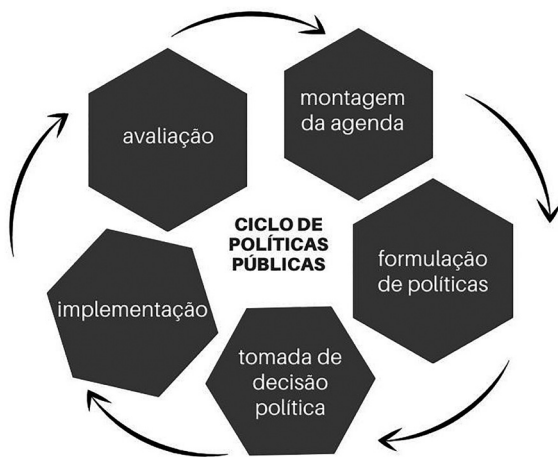 montagem
da agenda
formulação
de políticas
tomada de
decisão
política
implementação
avaliação
CICLO DE
POLÍTICAS
PÚBLICAS